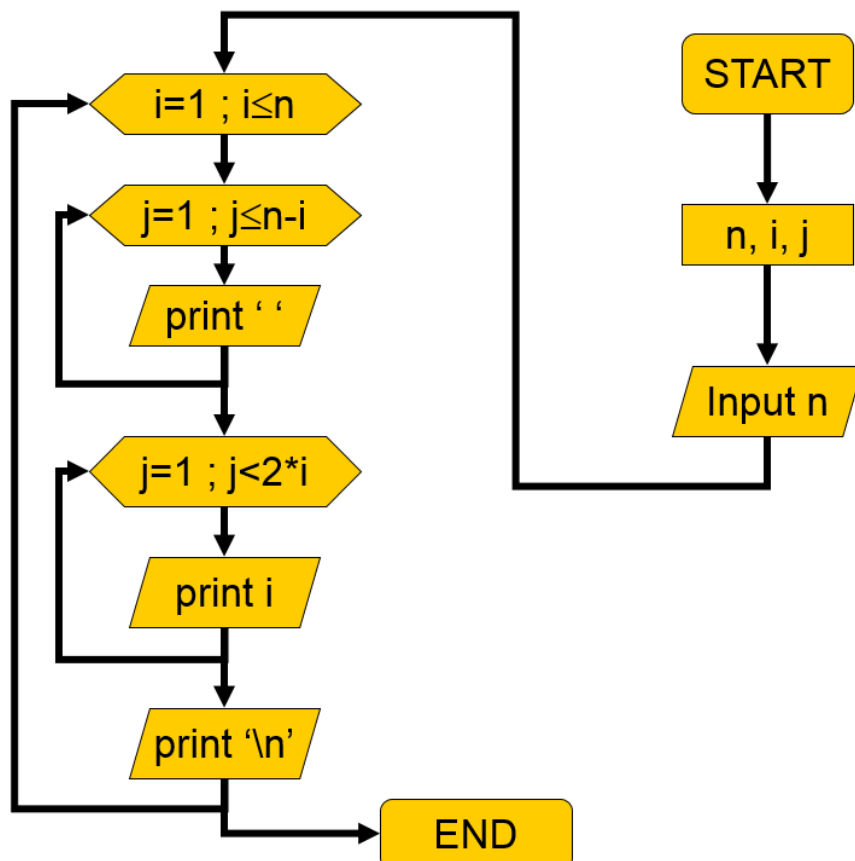 START
n, i, j
Input n
i=1 ; i≤n
j=1 ; j≤n-i
print ‘ ‘
j=1 ; j<2*i
print i
print ‘\n’
END